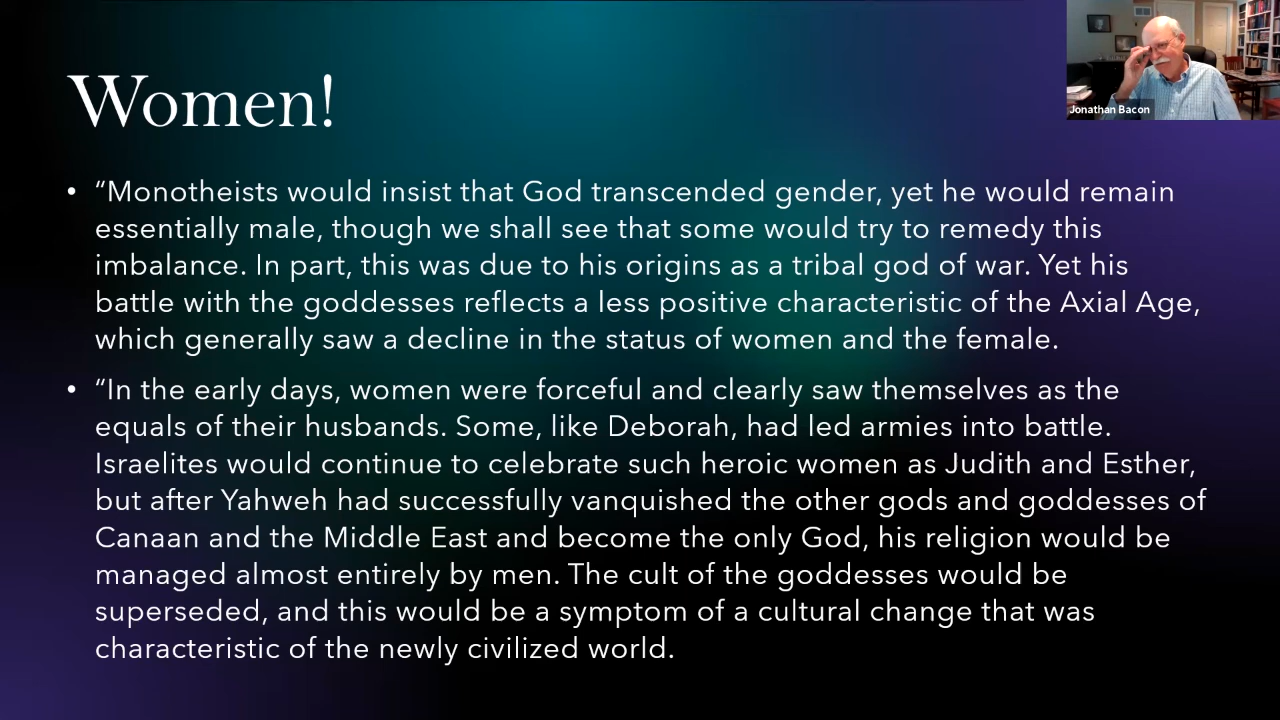 Women!
Jonathan Bacon
• “Monotheists would insist that God transcended gender, yet he would remain
essentially male, though we shall see that some would try to remedy this
imbalance. In part, this was due to his origins as a tribal god of war. Yet his
battle with the goddesses reflects a less positive characteristic of the Axial Age,
which generally saw a decline in the status of women and the female.
• “In the early days, women were forceful and clearly saw themselves as the
equals of their husbands. Some, like Deborah, had led armies into battle.
Israelites would continue to celebrate such heroic women as Judith and Esther,
but after Yahweh had successfully vanquished the other gods and goddesses of
Canaan and the Middle East and become the only God, his religion would be
managed almost entirely by men. The cult of the goddesses would be
superseded, and this would be a symptom of a cultural change that was
characteristic of the newly civilized world.